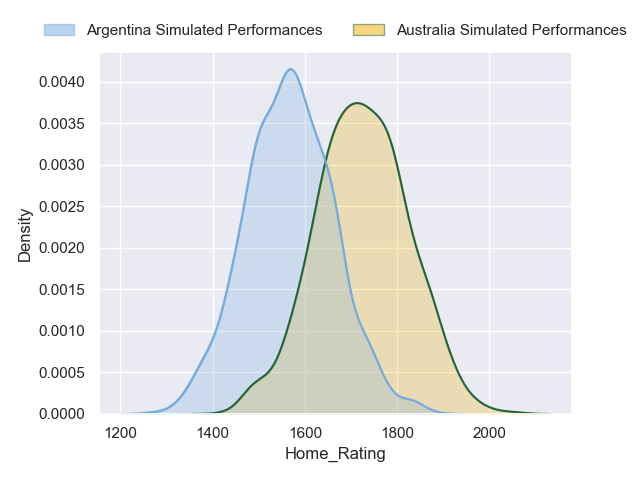 Argentina Simulated Performances Australia Simulated Performances
0.0040
0.0035
0.0030
0.0025
0.0020
0.0015
0.0010
0.0005
0.0000
Density
1200 1400 1600 1800 2000
Home_Rating